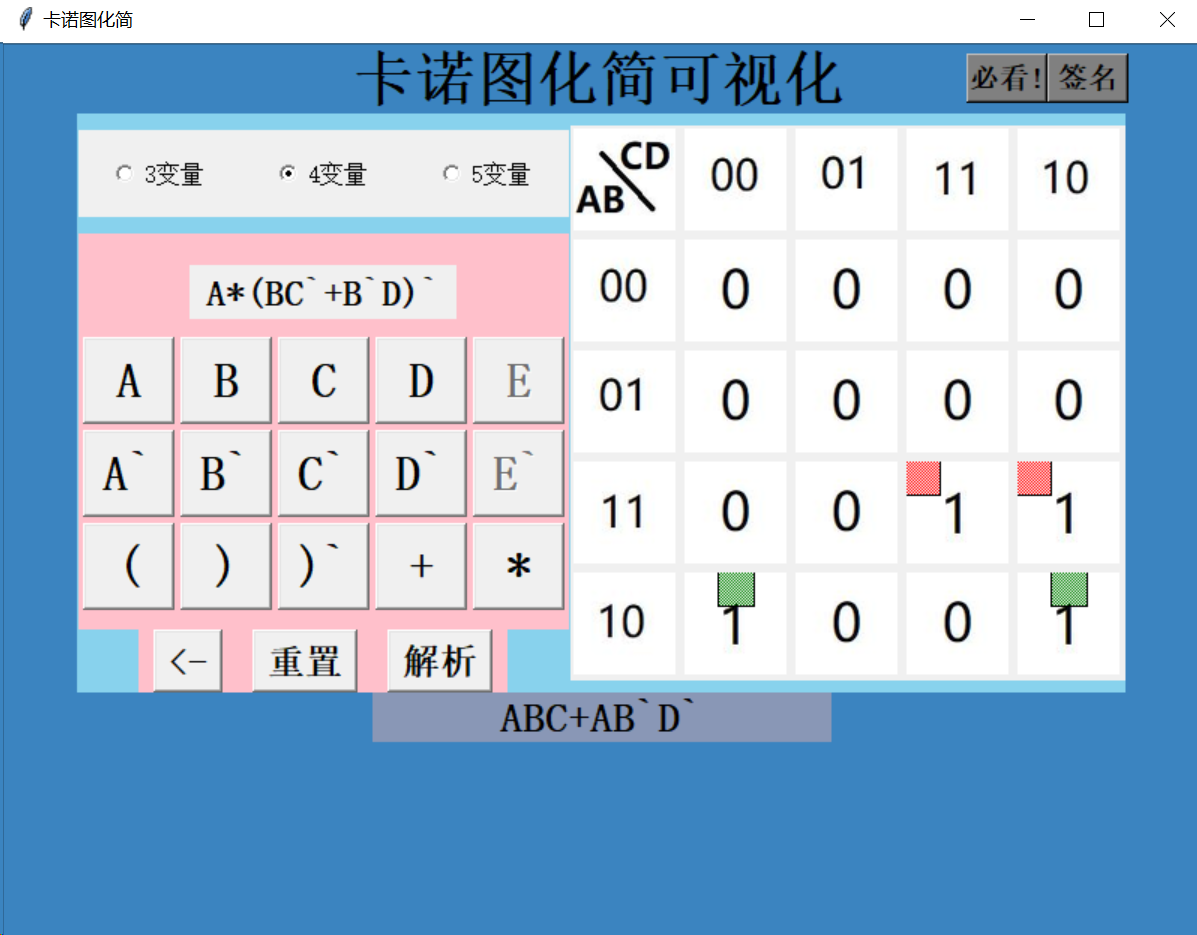 卡诺图化简
卡诺图化简可视化
必看! 签名
3变量 4变量 5变量
A*(BC`+B`D)`
A B C D E
A` B` C` D` E`
( ) )` + *
<- 重置 解析
CD
AB
00 01 11 10
00 0 0 0 0
01 0 0 0 0
11 0 0 1 1
10 1 0 0 1
ABC+AB`D`